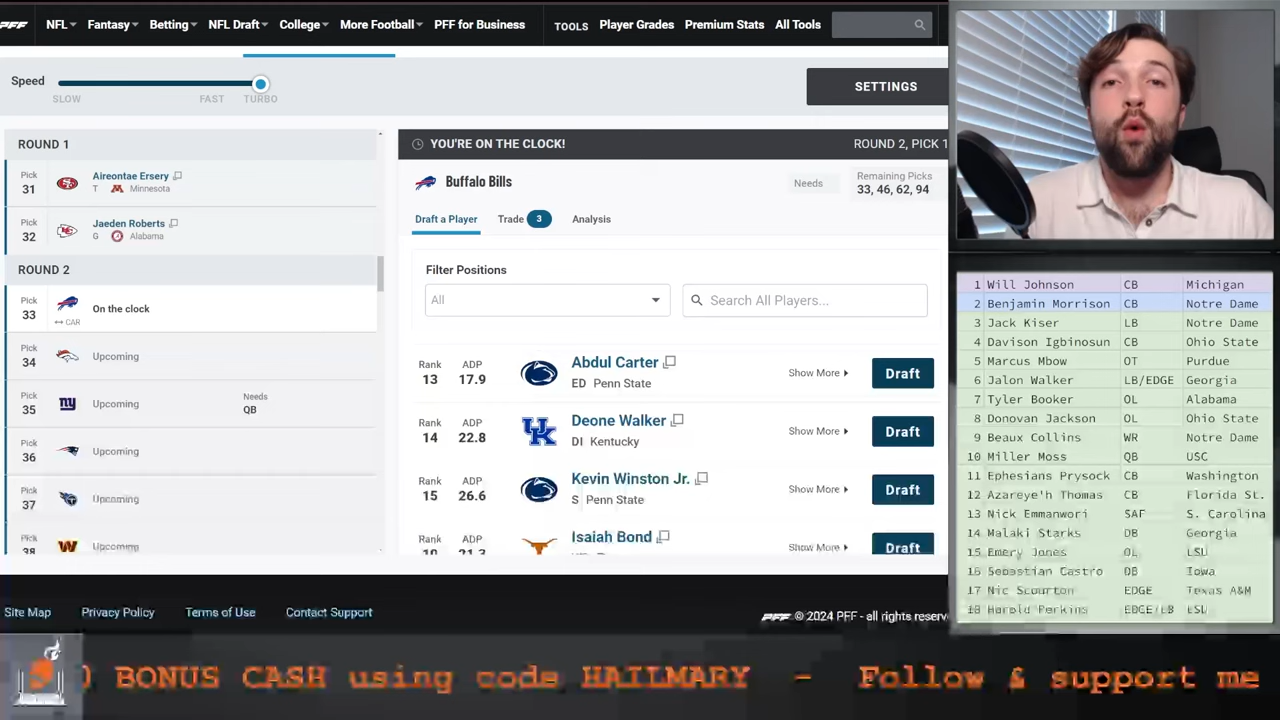 PFF NFL Fantasy Betting NFL Draft College More Football PFF for Business TOOLS Player Grades Premium Stats All Tools
Speed
SLOW FAST TURBO
SETTINGS
ROUND 1
Pick 31 Aireontae Ersery
T Minnesota
Pick 32 Jaeden Roberts
G Alabama
ROUND 2
Pick 33 On the clock
↔ CAR
Pick 34 Upcoming
Pick 35 Upcoming Needs QB
Pick 36 Upcoming
Pick 37 Upcoming
Pick 38 Upcoming
YOU'RE ON THE CLOCK! ROUND 2, PICK 1
Buffalo Bills
Needs
Remaining Picks
33, 46, 62, 94
Draft a Player Trade 3 Analysis
Filter Positions
All
Search All Players...
Rank 13 ADP 17.9 Abdul Carter
ED Penn State
Show More Draft
Rank 14 ADP 22.8 Deone Walker
DI Kentucky
Show More Draft
Rank 15 ADP 26.6 Kevin Winston Jr.
S Penn State
Show More Draft
Isaiah Bond
Show More Draft
Site Map Privacy Policy Terms of Use Contact Support
PFF © 2024 PFF - all rights reserv
1 Will Johnson CB Michigan
2 Benjamin Morrison CB Notre Dame
3 Jack Kiser LB Notre Dame
4 Davison Igbinosun CB Ohio State
5 Marcus Mbow OT Purdue
6 Jalon Walker LB/EDGE Georgia
7 Tyler Booker OL Alabama
8 Donovan Jackson OL Ohio State
9 Beaux Collins WR Notre Dame
10 Miller Moss QB USC
11 Ephesians Prysock CB Washington
12 Azareye'h Thomas CB Florida St.
13 Nick Emmanwori SAF S. Carolina
14 Malaki Starks DB Georgia
15 Emery Jones OL LSU
16 Sebastian Castro DB Iowa
17 Nic Scourton EDGE Texas A&M
18 Harold Perkins EDGE/LB LSU
) BONUS CASH using code HAILMARY - Follow & support me